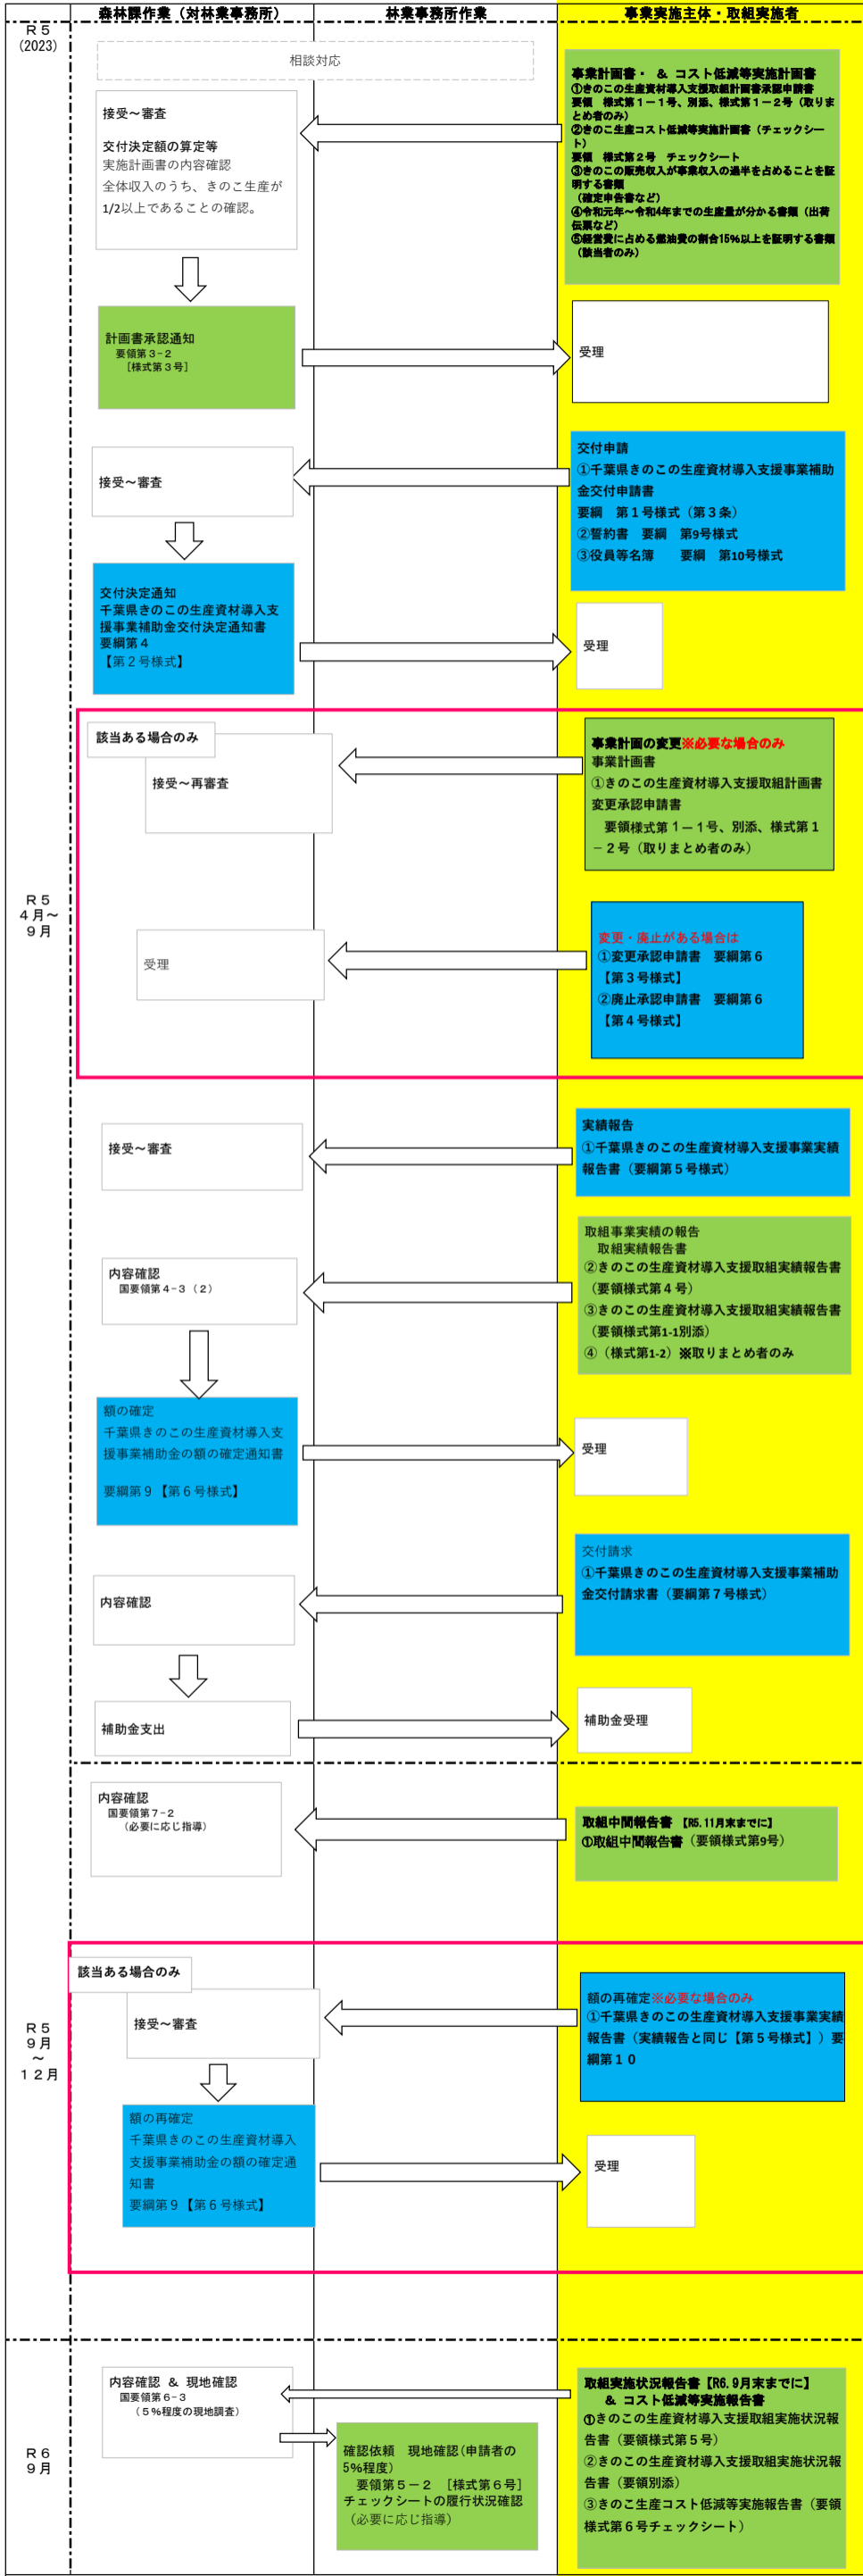 森林課作業（対林業事務所）
林業事務所作業
事業実施主体・取組実施者
Ｒ５
(2023)
相談対応
事業計画書・　＆　コスト低減等実施計画書
①きのこの生産資材導入支援取組計画書承認申請書
要領　様式第１－１号、別添、様式第１－２号（取りま
とめ者のみ）
②きのこ生産コスト低減等実施計画書（チェックシー
ト）
要領　様式第２号　チェックシート
③きのこの販売収入が事業収入の過半を占めることを証
明する書類
（確定申告書など）
④令和元年～令和4年までの生産量が分かる書類（出荷
伝票など）
⑤経営費に占める燃油費の割合15%以上を証明する書類
（該当者のみ）
接受～審査
交付決定額の算定等
実施計画書の内容確認
全体収入のうち、きのこ生産が
1/2以上であることの確認。
計画書承認通知
要領第３−２
［様式第３号］
受理
接受～審査
交付申請
①千葉県きのこの生産資材導入支援事業補助
金交付申請書
要綱　第１号様式（第３条）
②誓約書　要綱　第9号様式
③役員等名簿　　要綱　第10号様式
交付決定通知
千葉県きのこの生産資材導入支
援事業補助金交付決定通知書
要綱第４
【第２号様式】
受理
Ｒ５
４月～
９月
該当ある場合のみ
接受～再審査
事業計画の変更※必要な場合のみ
事業計画書
①きのこの生産資材導入支援取組計画書
変更承認申請書
要領様式第１－１号、別添、様式第１
－２号（取りまとめ者のみ）
受理
変更・廃止がある場合は
①変更承認申請書　要綱第６
【第３号様式】
②廃止承認申請書　要綱第６
【第４号様式】
接受～審査
実績報告
①千葉県きのこの生産資材導入支援事業実績
報告書（要綱第５号様式）
内容確認
国要領第４−３（２）
取組事業実績の報告
取組実績報告書
②きのこの生産資材導入支援取組実績報告書
（要領様式第４号）
③きのこの生産資材導入支援取組実績報告書
（要領様式第1-1別添）
④（様式第1-2）※取りまとめ者のみ
額の確定
千葉県きのこの生産資材導入支
援事業補助金の額の確定通知書
要綱第９【第６号様式】
受理
内容確認
交付請求
①千葉県きのこの生産資材導入支援事業補助
金交付請求書（要綱第７号様式）
補助金支出
補助金受理
内容確認
国要領第７−２
（必要に応じ指導）
取組中間報告書【R5.11月末までに】
①取組中間報告書（要領様式第9号）
Ｒ５
９月
～
１２月
該当ある場合のみ
接受～審査
額の再確定※必要な場合のみ
①千葉県きのこの生産資材導入支援事業実績
報告書（実績報告と同じ【第５号様式】）要
綱第１０
額の再確定
千葉県きのこの生産資材導入
支援事業補助金の額の確定通
知書
要綱第９【第６号様式】
受理
Ｒ６
９月
内容確認　＆　現地確認
国要領第６−３
（５％程度の現地調査）
確認依頼　現地確認(申請者の
5%程度)
要領第５－２　［様式第６号］
チェックシートの履行状況確認
（必要に応じ指導）
取組実施状況報告書【R6.9月末までに】
＆　コスト低減等実施報告書
①きのこの生産資材導入支援取組実施状況報
告書（要領様式第５号）
②きのこの生産資材導入支援取組実施状況報
告書（要領別添）
③きのこ生産コスト低減等実施報告書（要領
様式第６号チェックシート）